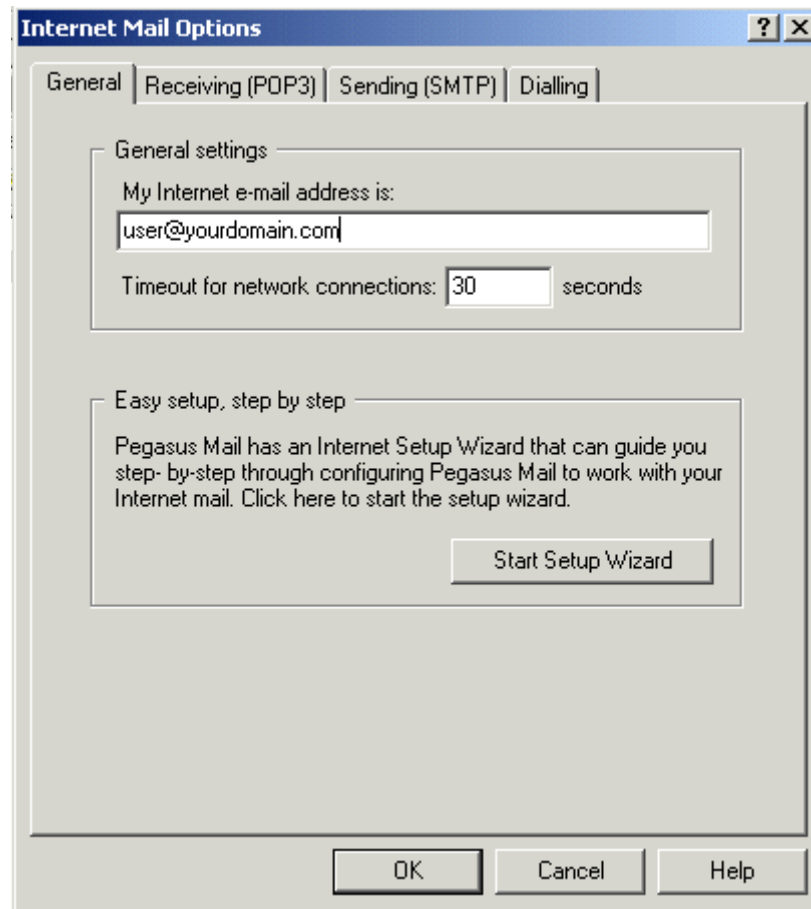 Internet Mail Options
General
Receiving (POP3)
Sending (SMTP)
Dialling
General settings
My Internet e-mail address is:
user@yourdomain.com
Timeout for network connections: 30 seconds
Easy setup, step by step
Pegasus Mail has an Internet Setup Wizard that can guide you
step- by-step through configuring Pegasus Mail to work with your
Internet mail. Click here to start the setup wizard.
Start Setup Wizard
OK
Cancel
Help